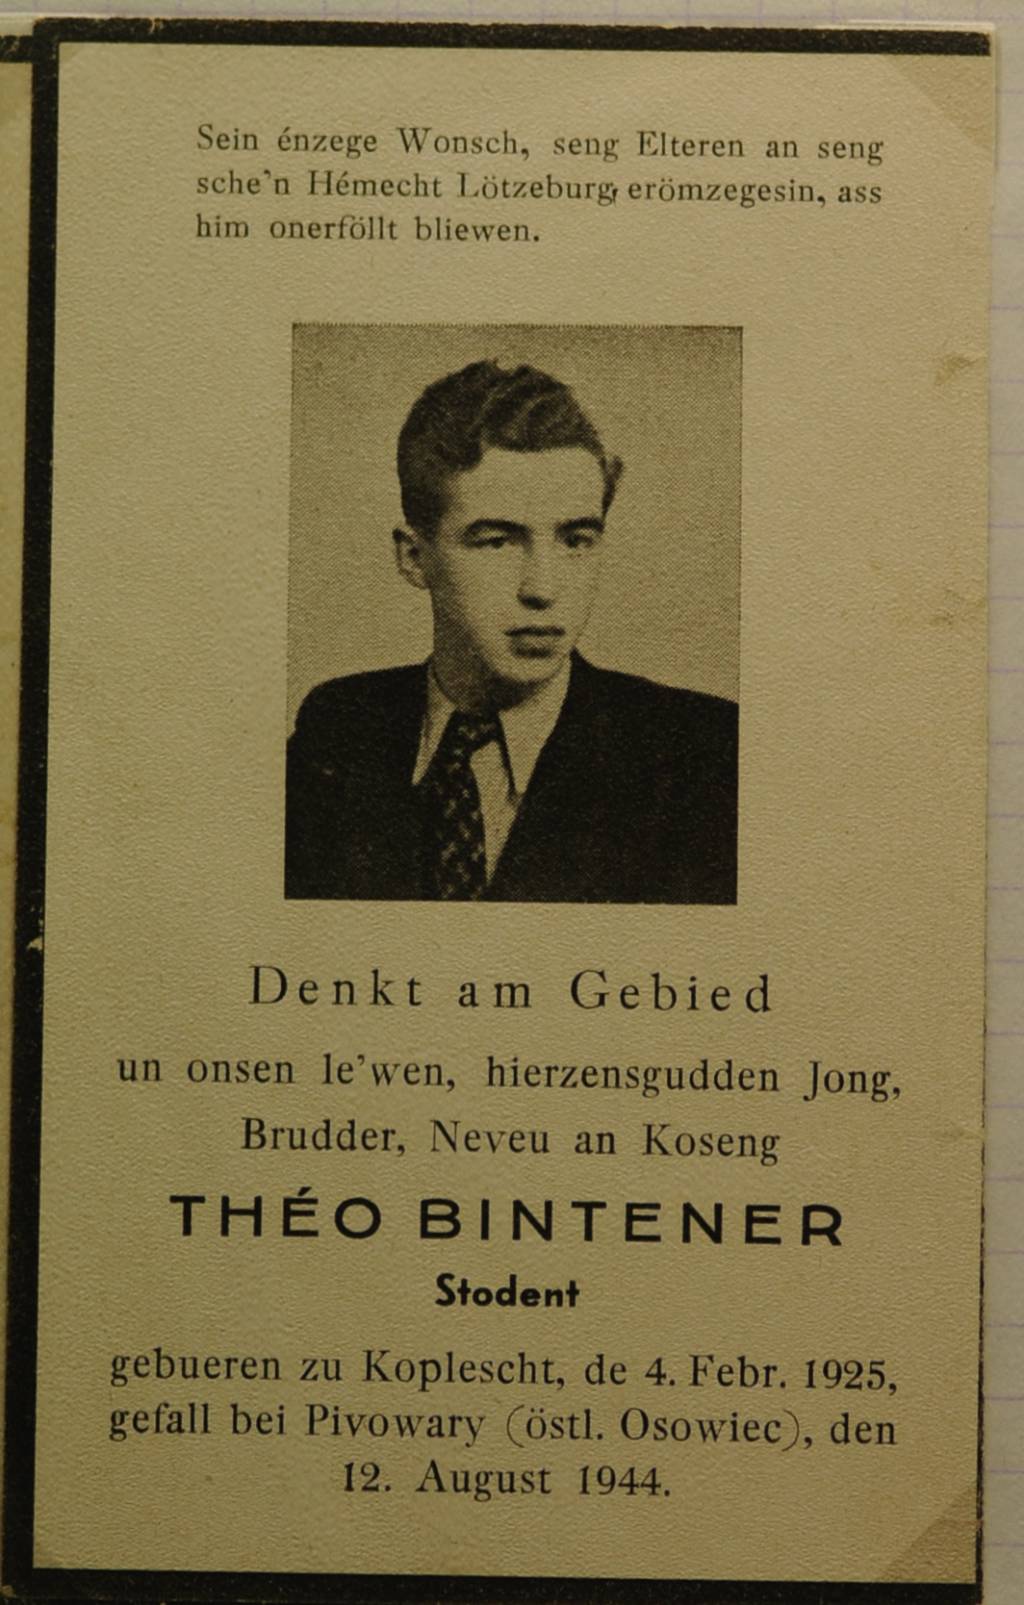 Sein énzege Wonsch, seng Elteren an seng
sche'n Hémecht Lötzeburg, erömzegesin, ass
him onerföllt bliewen.
Denkt am Gebied
un onsen le'wen, hierzensgudden Jong,
Brudder, Neveu an Koseng
THÉO BINTENER
Stodent
gebueren zu Koplescht, de 4. Febr. 1925,
gefall bei Pivowary (östl. Osowiec), den
12. August 1944.